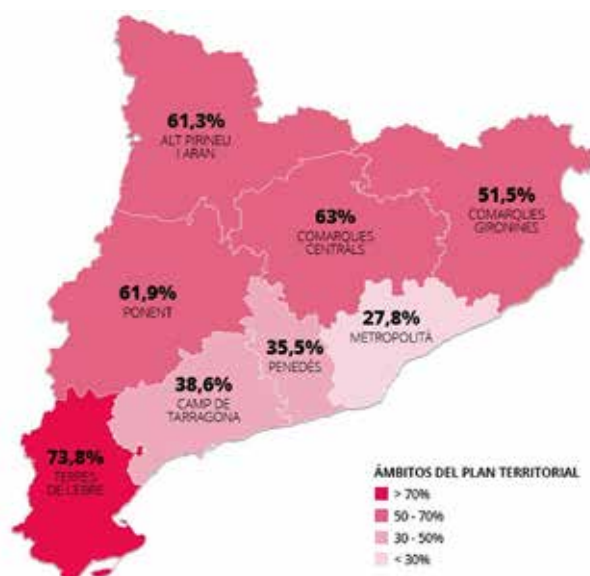 61,3%
ALT PIRINEU
I ARAN
51,5%
COMARQUES
GIRONINES
63%
COMARQUES
CENTRALS
61,9%
PONENT
27,8%
METROPOLITÀ
35,5%
PENEDÈS
38,6%
CAMP DE
TARRAGONA
73,8%
TERRES
DE L'EBRE
ÁMBITOS DEL PLAN TERRITORIAL
> 70%
50 - 70%
30 - 50%
< 30%